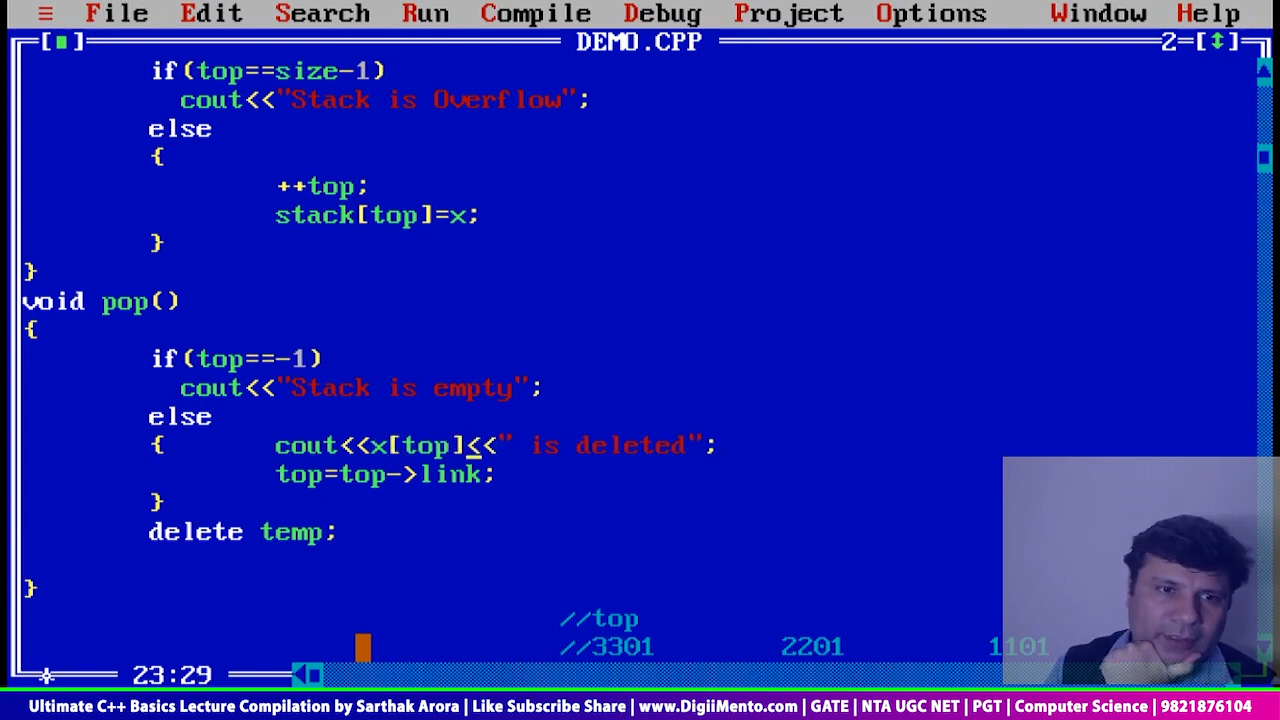 ≡ File Edit Search Run Compile Debug Project Options Window Help
[■] DEMO.CPP 2=[↕]
if(top==size-1)
cout<<"Stack is Overflow";
else
{
++top;
stack[top]=x;
}
}
void pop()
{
if(top==-1)
cout<<"Stack is empty";
else
{ cout<<x[top]<<" is deleted";
top=top->link;
}
delete temp;
}
//top
//3301 2201 1101
23:29
Ultimate C++ Basics Lecture Compilation by Sarthak Arora | Like Subscribe Share | www.DigiiMento.com | GATE | NTA UGC NET | PGT | Computer Science | 9821876104